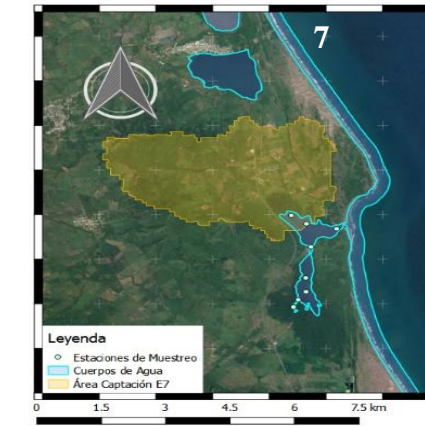 7
Leyenda
Estaciones de Muestreo
Cuerpos de Agua
Área Captación E7
0 1.5 3 4.5 6 7.5 km